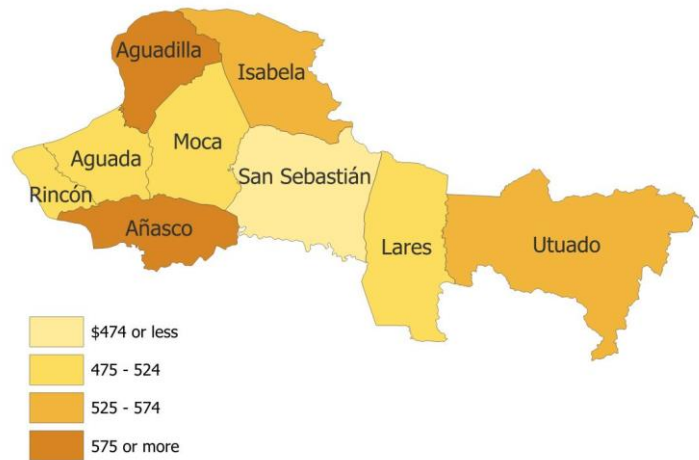 Aguadilla
Isabela
Moca
Aguada
San Sebastián
Rincón
Añasco
Lares
Utuado
$474 or less
475 - 524
525 - 574
575 or more